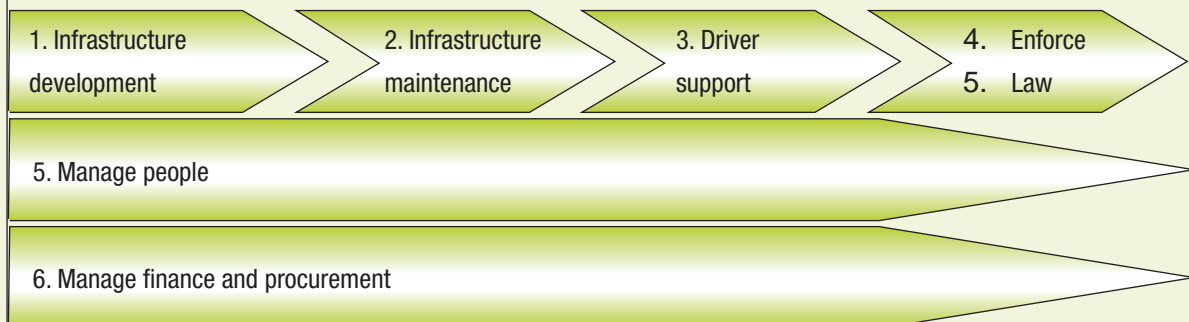 1. Infrastructure
development
2. Infrastructure
maintenance
3. Driver
support
4. Enforce
5. Law
5. Manage people
6. Manage finance and procurement